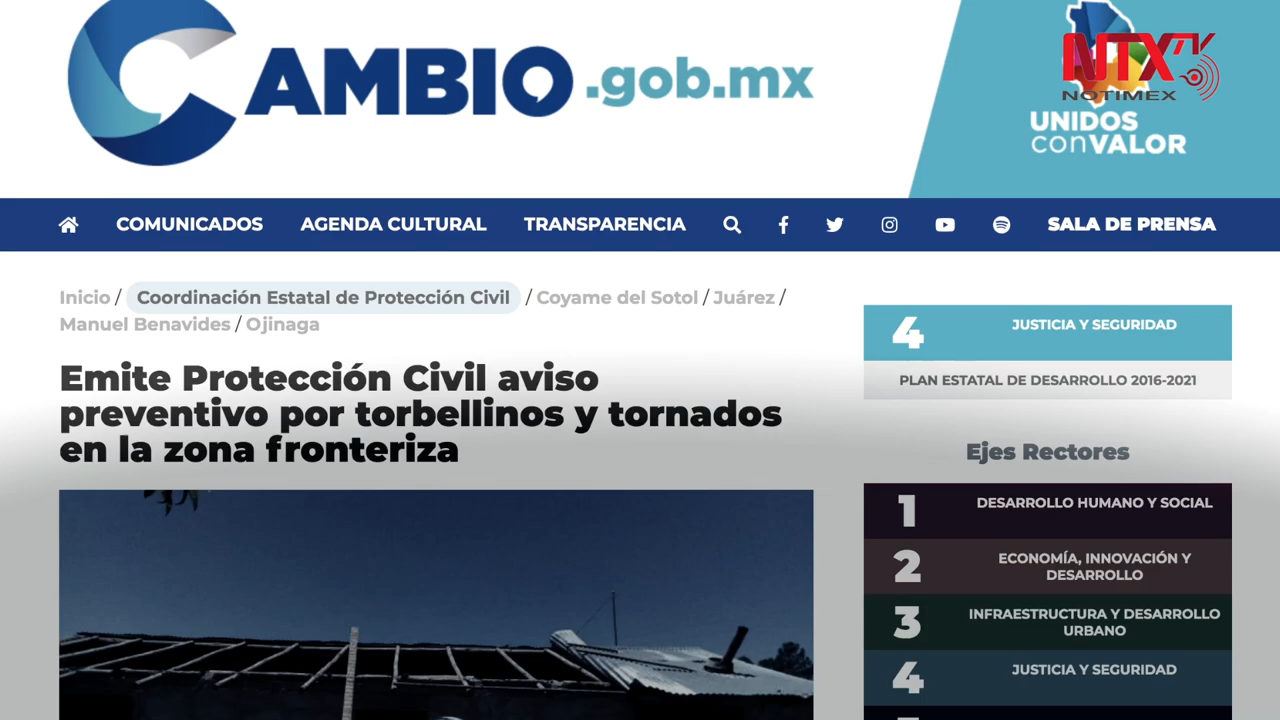 CAMBIO.gob.mx
NTX TV
NOTIMEX
UNIDOS
conVALOR
COMUNICADOS AGENDA CULTURAL TRANSPARENCIA SALA DE PRENSA
Inicio / Coordinación Estatal de Protección Civil / Coyame del Sotol / Juárez /
Manuel Benavides / Ojinaga
Emite Protección Civil aviso
preventivo por torbellinos y tornados
en la zona fronteriza
4 JUSTICIA Y SEGURIDAD
PLAN ESTATAL DE DESARROLLO 2016-2021
Ejes Rectores
1 DESARROLLO HUMANO Y SOCIAL
2 ECONOMÍA, INNOVACIÓN Y
DESARROLLO
3 INFRAESTRUCTURA Y DESARROLLO
URBANO
4 JUSTICIA Y SEGURIDAD